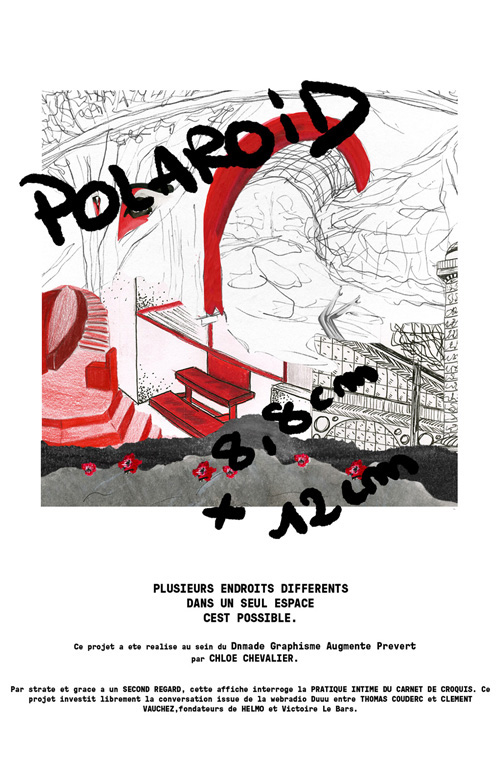 POLAROiD
8,8cm
x 12cm
PLUSIEURS ENDROITS DIFFERENTS
DANS UN SEUL ESPACE
CEST POSSIBLE.
Ce projet a ete realise au sein du Dnmade Graphisme Augmente Prevert
par CHLOE CHEVALIER.
Par strate et grace a un SECOND REGARD, cette affiche interroge la PRATIQUE INTIME DU CARNET DE CROQUIS. Ce
projet investit librement la conversation issue de la webradio Duuu entre THOMAS COUDERC et CLEMENT
VAUCHEZ,fondateurs de HELMO et Victoire Le Bars.